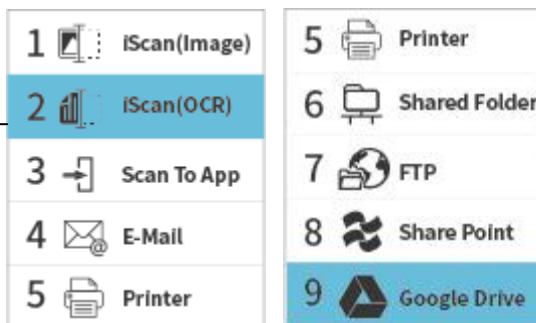 1 iScan(Image)
2 iScan(OCR)
3 Scan To App
4 E-Mail
5 Printer
5 Printer
6 Shared Folder
7 FTP
8 Share Point
9 Google Drive